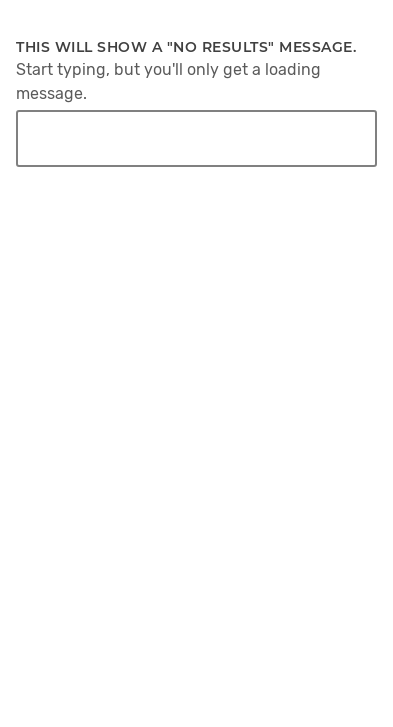 THIS WILL SHOW A "NO RESULTS" MESSAGE.
Start typing, but you'll only get a loading
message.